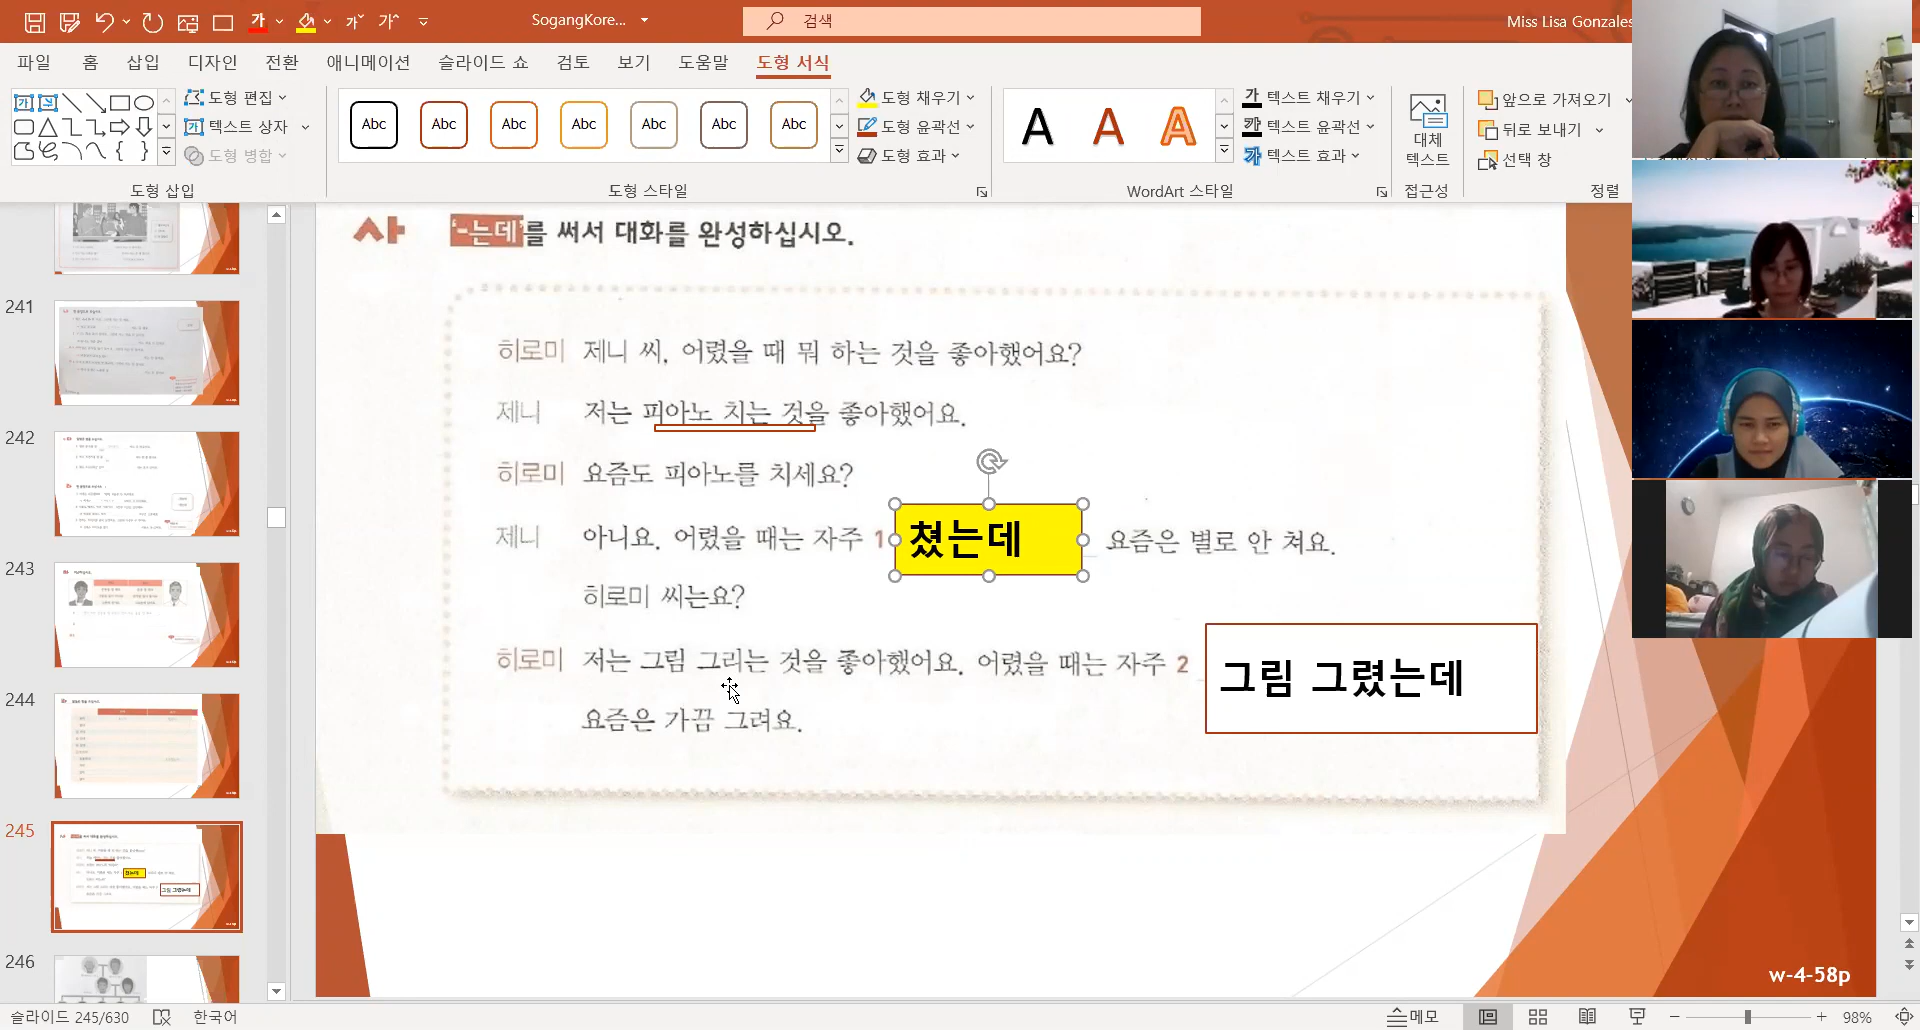 SogangKore...
검색
Miss Lisa Gonzales
파일 홈 삽입 디자인 전환 애니메이션 슬라이드 쇼 검토 보기 도움말 도형 서식
도형 편집
텍스트 상자
도형 병합
도형 삽입
Abc Abc Abc Abc Abc Abc Abc
도형 채우기
도형 윤곽선
도형 효과
도형 스타일
A A A
텍스트 채우기
텍스트 윤곽선
텍스트 효과
WordArt 스타일
대체
텍스트
접근성
앞으로 가져오기
뒤로 보내기
선택 창
정렬
241
242
243
244
245
246
사 '-는데'를 써서 대화를 완성하십시오.
히로미 제니 씨, 어렸을 때 뭐 하는 것을 좋아했어요?
제니 저는 피아노 치는 것을 좋아했어요.
히로미 요즘도 피아노를 치세요?
제니 아니요. 어렸을 때는 자주 1 쳤는데 요즘은 별로 안 쳐요.
히로미 씨는요?
히로미 저는 그림 그리는 것을 좋아했어요. 어렸을 때는 자주 2 그림 그렸는데
요즘은 가끔 그려요.
w-4-58p
슬라이드 245/630 한국어 메모 98%